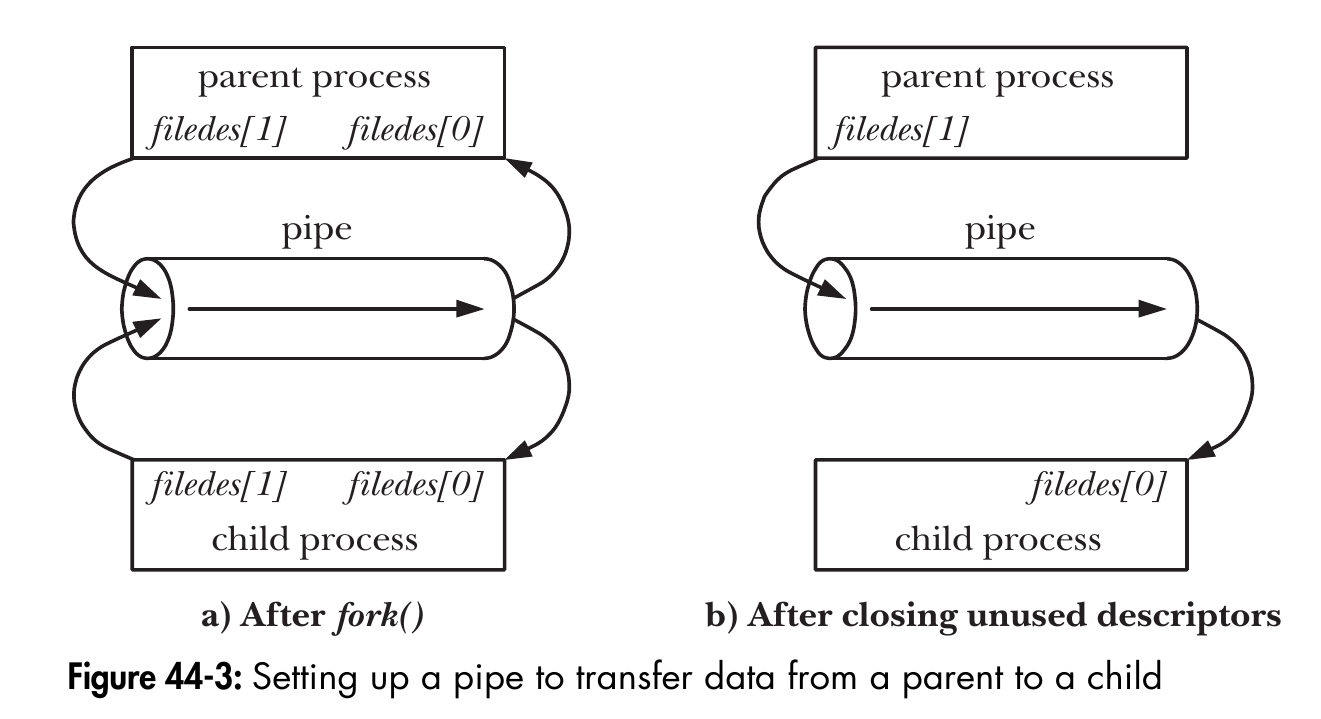 parent process
filedes[1] filedes[0]
pipe
filedes[1] filedes[0]
child process
a) After fork()
parent process
filedes[1]
pipe
filedes[0]
child process
b) After closing unused descriptors
Figure 44-3: Setting up a pipe to transfer data from a parent to a child